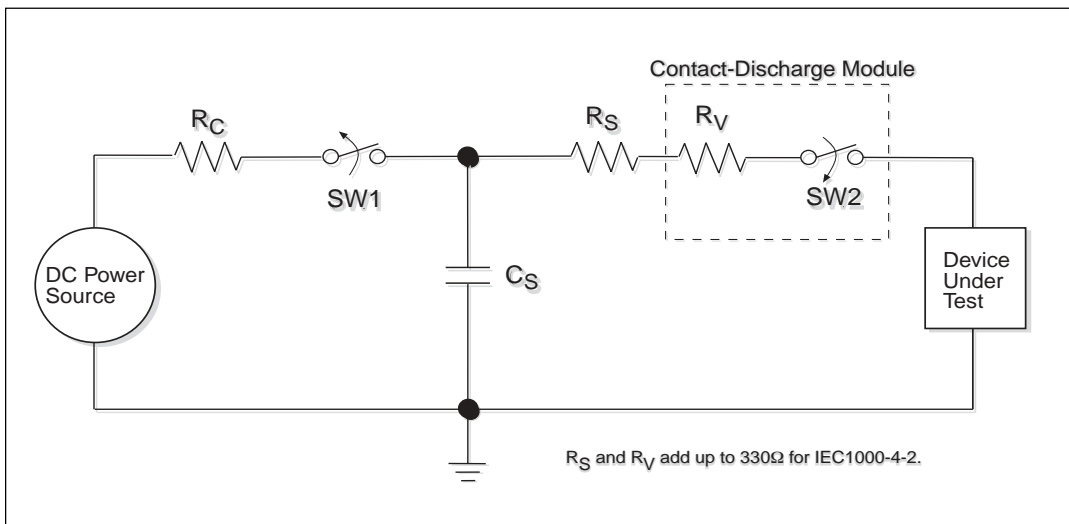 Contact-Discharge Module
RC
RS
RV
SW1
SW2
DC Power
Source
CS
Device
Under
Test
RS and RV add up to 330Ω for IEC1000-4-2.